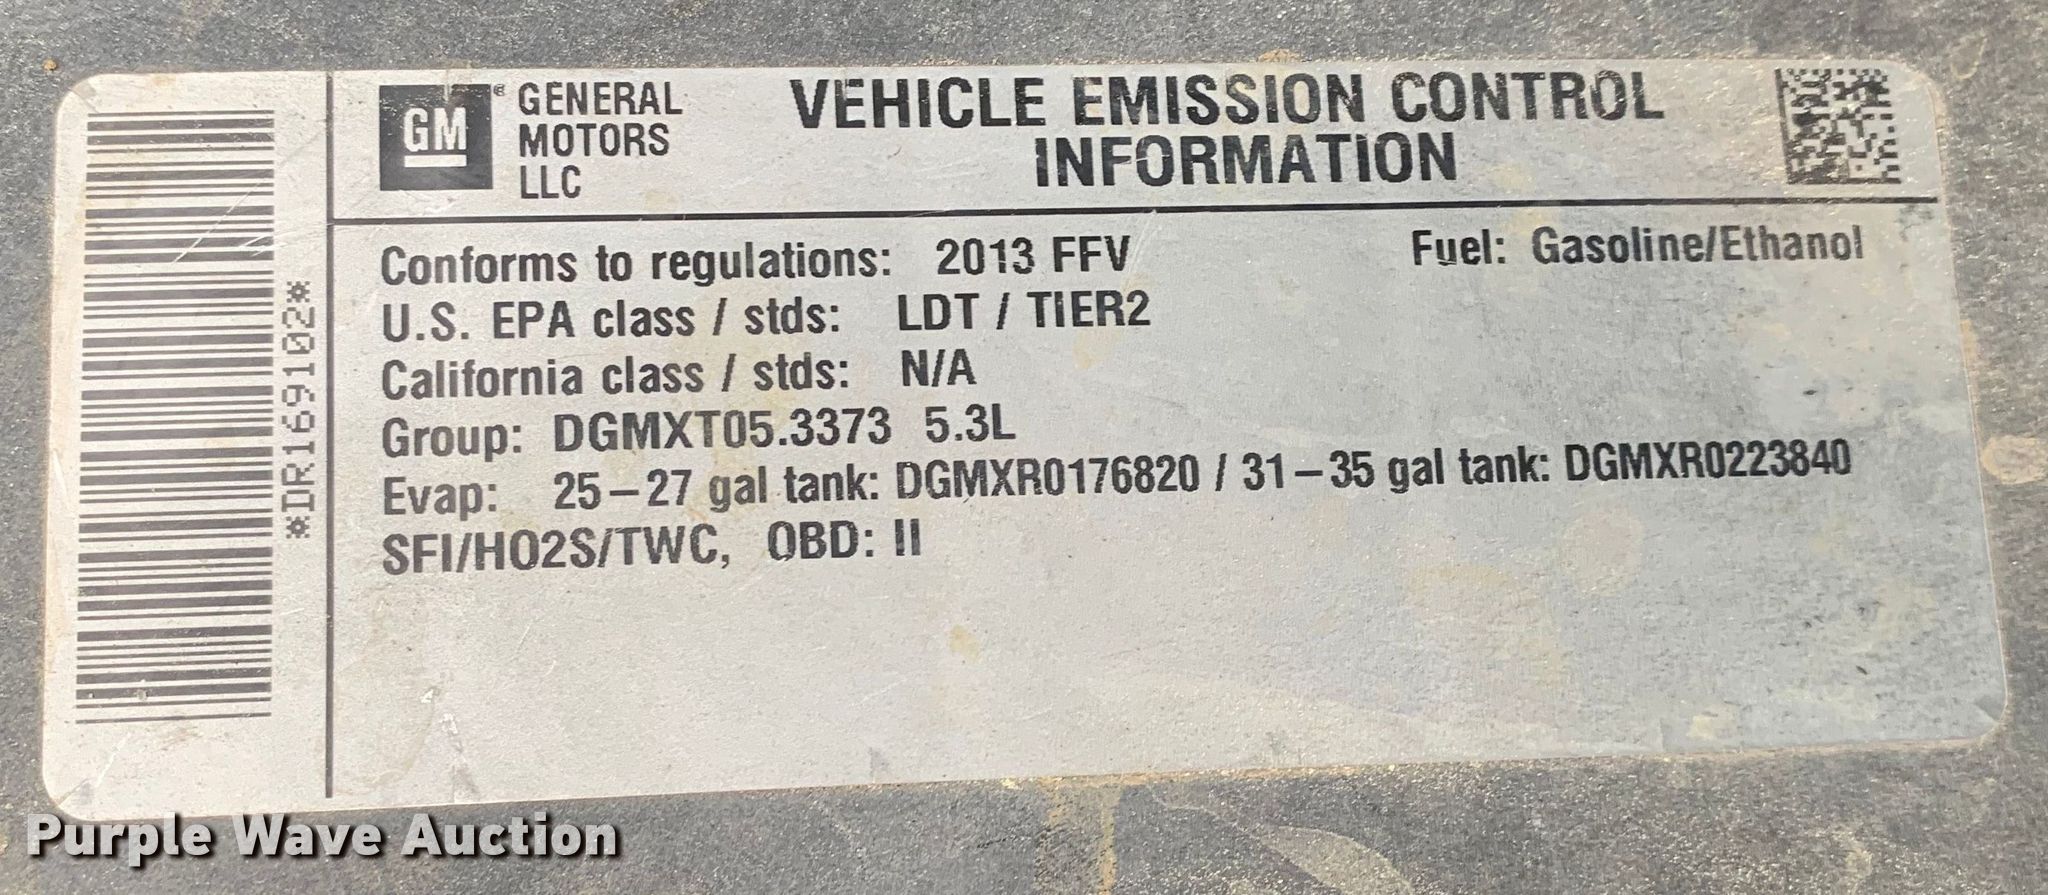 *DR169102*
GM
®
GENERAL
MOTORS
LLC
VEHICLE EMISSION CONTROL
INFORMATION
Conforms to regulations: 2013 FFV Fuel: Gasoline/Ethanol
U.S. EPA class / stds: LDT / TIER2
California class / stds: N/A
Group: DGMXT05.3373 5.3L
Evap: 25–27 gal tank: DGMXR0176820 / 31–35 gal tank: DGMXR0223840
SFI/HO2S/TWC, OBD: II
Purple Wave Auction